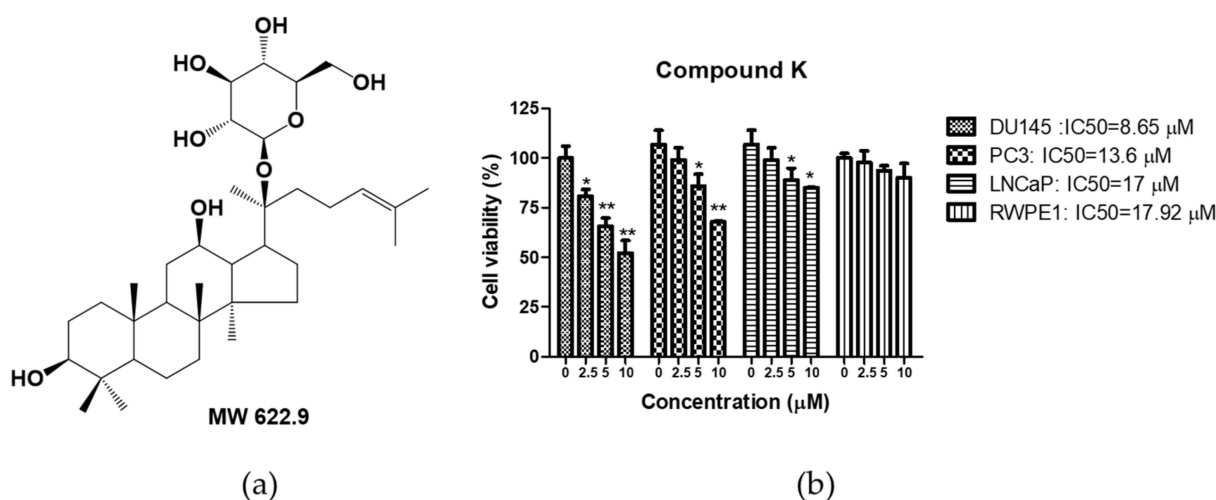 OH
HO
HO
OH
O
HO
O
OH
HO
MW 622.9
(a)
Compound K
Cell viability (%)
125
100
75
50
25
0
*
**
**
*
**
*
*
0 2.5 5 10 0 2.5 5 10 0 2.5 5 10 0 2.5 5 10
Concentration (μM)
DU145 :IC50=8.65 μM
PC3: IC50=13.6 μM
LNCaP: IC50=17 μM
RWPE1: IC50=17.92 μM
(b)